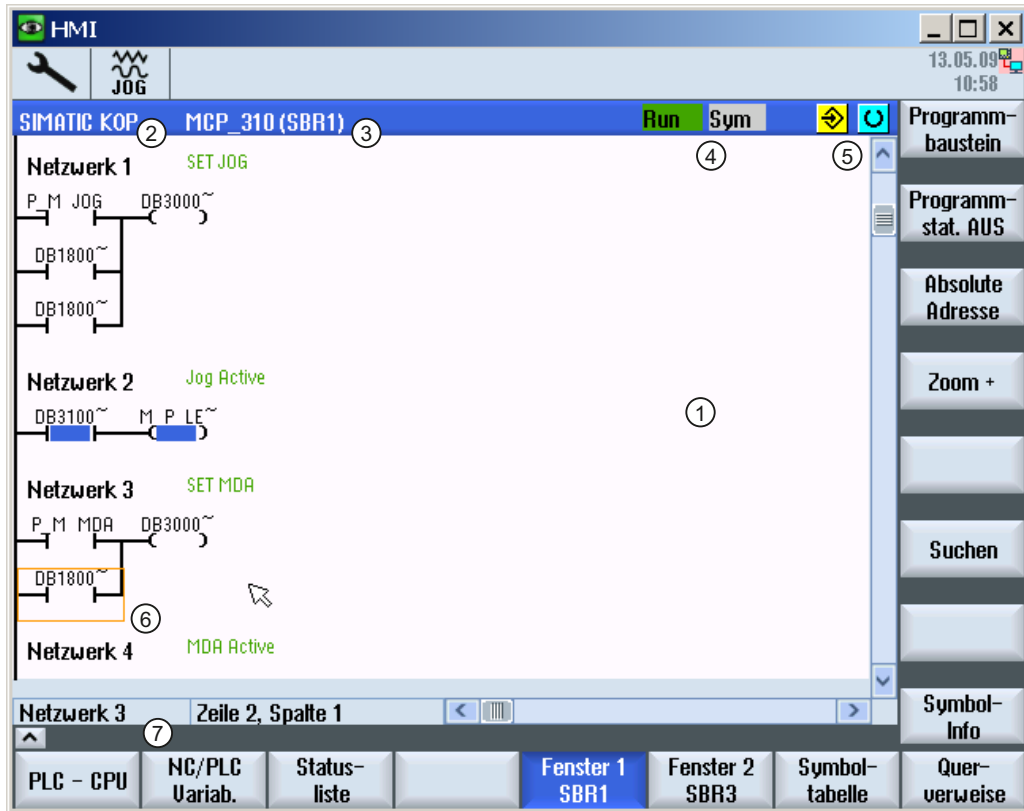 HMI
JOG
13.05.09
10:58
SIMATIC KOP
2
MCP_310 (SBR1)
3
Run
Sym
4
5
Netzwerk 1
SET JOG
P_M JOG
DB3000~
DB1800~
DB1800~
Netzwerk 2
Jog Active
DB3100~
M P LE~
1
Netzwerk 3
SET MDA
P_M MDA
DB3000~
DB1800~
6
Netzwerk 4
MDA Active
Netzwerk 3
Zeile 2, Spalte 1
7
Programm-
baustein
Programm-
stat. AUS
Absolute
Adresse
Zoom +
Suchen
Symbol-
Info
PLC - CPU
NC/PLC
Variab.
Status-
liste
Fenster 1
SBR1
Fenster 2
SBR3
Symbol-
tabelle
Quer-
verweise